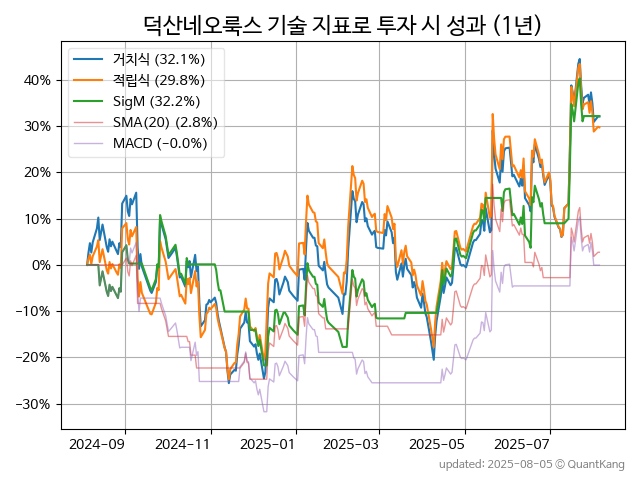 덕산네오룩스 기술 지표로 투자 시 성과 (1년)
거치식 (32.1%)
적립식 (29.8%)
SigM (32.2%)
SMA(20) (2.8%)
MACD (−0.0%)
40%
30%
20%
10%
0%
−10%
−20%
−30%
2024-09 2024-11 2025-01 2025-03 2025-05 2025-07
updated: 2025-08-05 ⓒ QuantKang